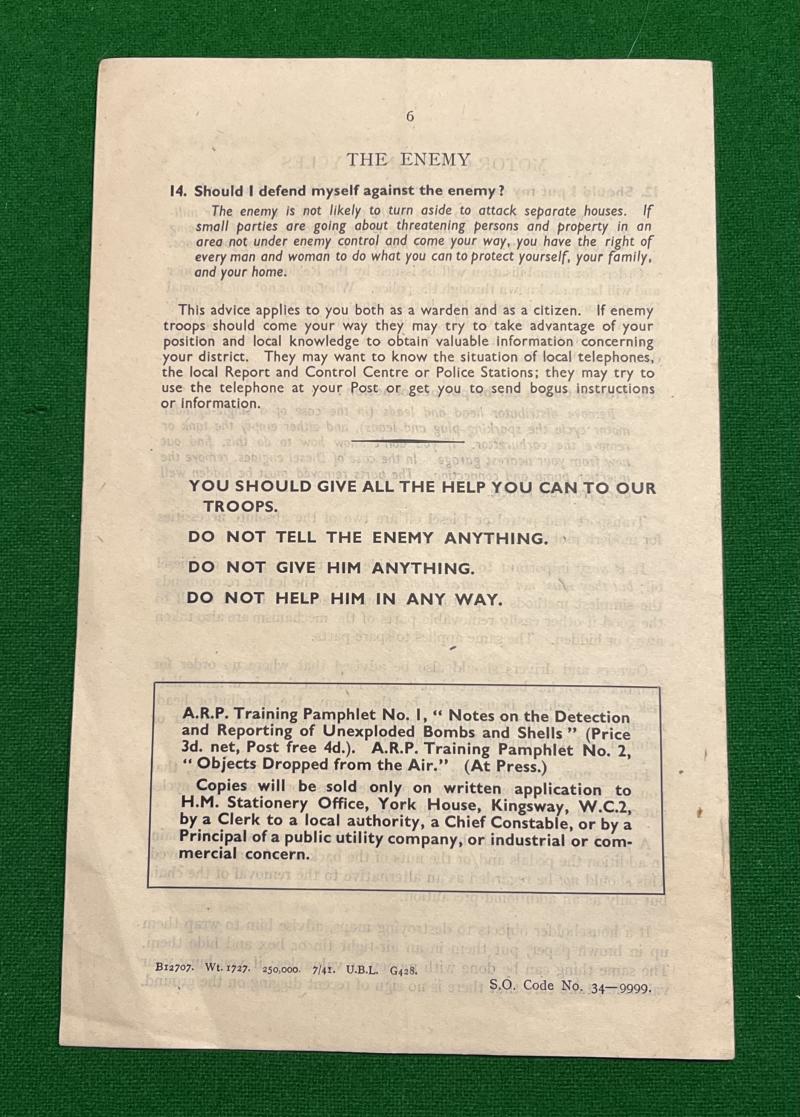 6
THE ENEMY
14. Should I defend myself against the enemy?
The enemy is not likely to turn aside to attack separate houses. If
small parties are going about threatening persons and property in an
area not under enemy control and come your way, you have the right of
every man and woman to do what you can to protect yourself, your family,
and your home.
This advice applies to you both as a warden and as a citizen. If enemy
troops should come your way they may try to take advantage of your
position and local knowledge to obtain valuable information concerning
your district. They may want to know the situation of local telephones,
the local Report and Control Centre or Police Stations; they may try to
use the telephone at your Post or get you to send bogus instructions
or information.
YOU SHOULD GIVE ALL THE HELP YOU CAN TO OUR
TROOPS.
DO NOT TELL THE ENEMY ANYTHING.
DO NOT GIVE HIM ANYTHING.
DO NOT HELP HIM IN ANY WAY.
A.R.P. Training Pamphlet No. 1, “ Notes on the Detection
and Reporting of Unexploded Bombs and Shells ” (Price
3d. net, Post free 4d.). A.R.P. Training Pamphlet No. 2,
“ Objects Dropped from the Air.” (At Press.)
Copies will be sold only on written application to
H.M. Stationery Office, York House, Kingsway, W.C.2,
by a Clerk to a local authority, a Chief Constable, or by a
Principal of a public utility company, or industrial or com-
mercial concern.
B12707. Wt. 1727. 250,000. 7/41. U.B.L. G428.
S.O. Code No. 34—9999.